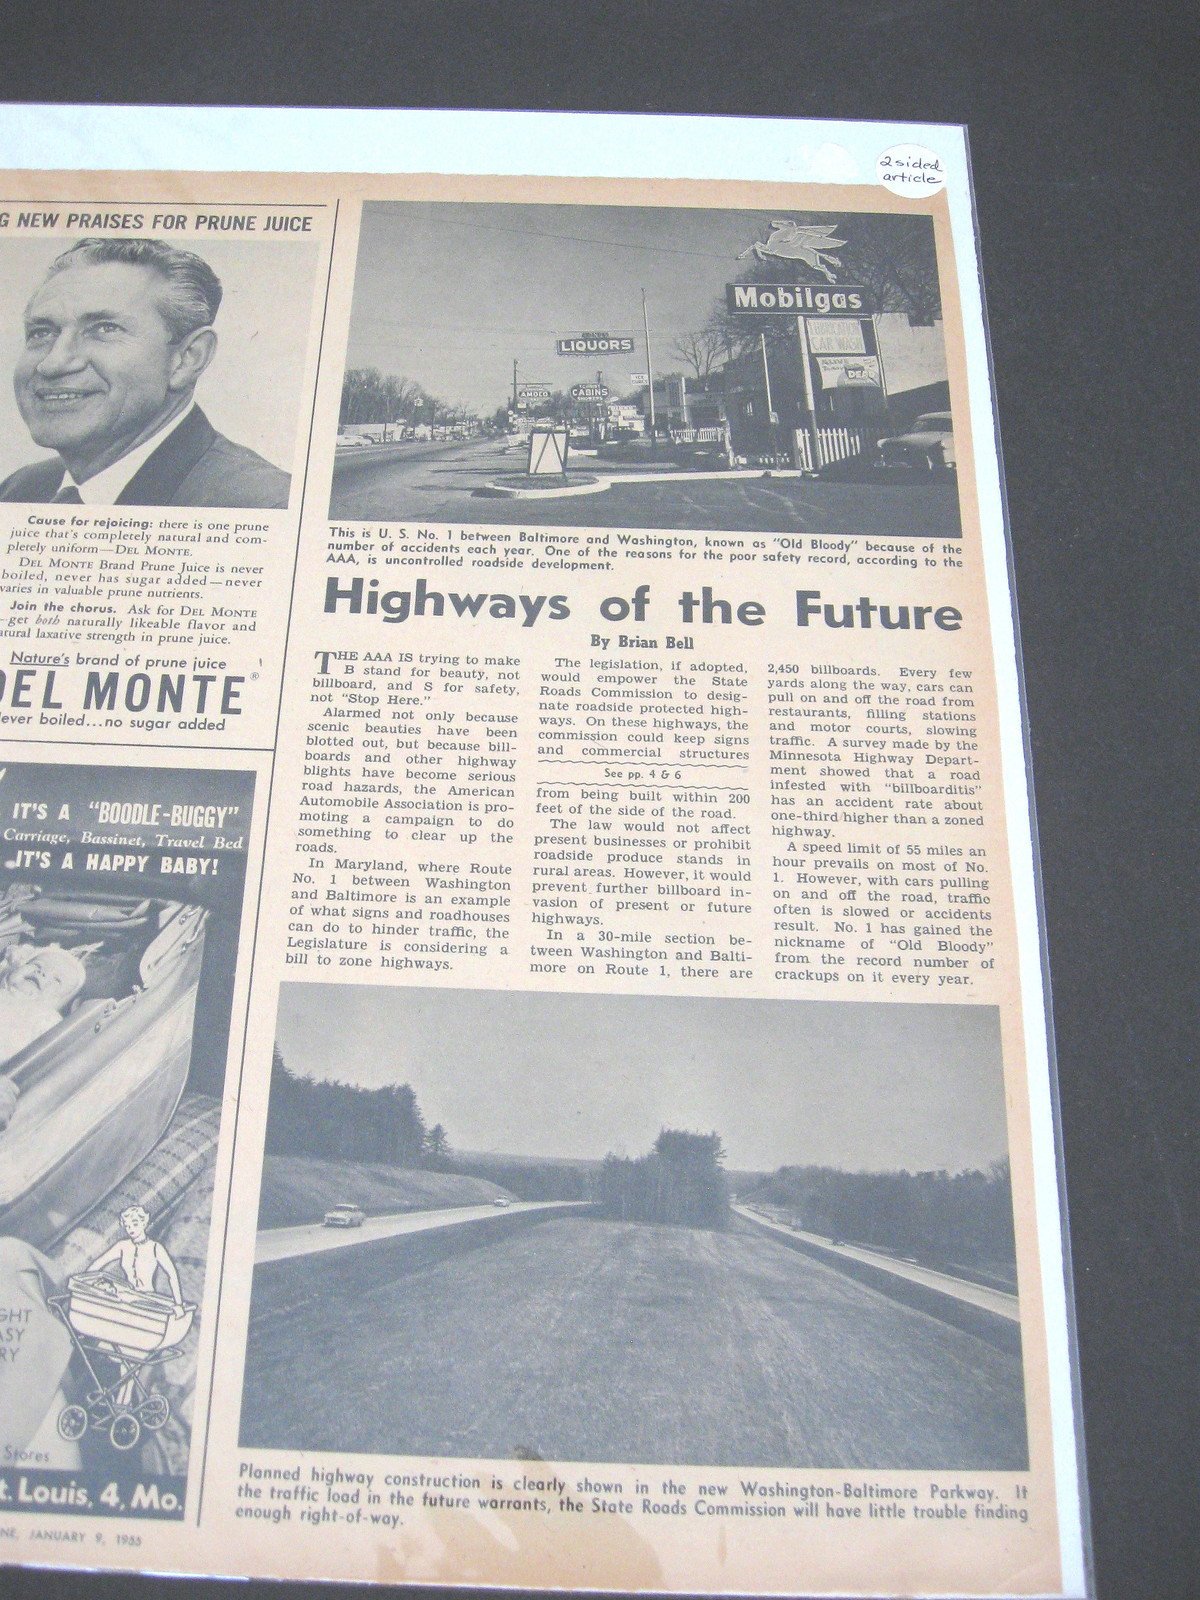 2 sided
article
G NEW PRAISES FOR PRUNE JUICE
Cause for rejoicing: there is one prune
juice that's completely natural and com-
pletely uniform—DEL MONTE.
DEL MONTE Brand Prune Juice is never
boiled, never has sugar added—never
varies in valuable prune nutrients.
Join the chorus. Ask for DEL MONTE
—get both naturally likeable flavor and
atural laxative strength in prune juice.
Nature's brand of prune juice
DEL MONTE®
Never boiled...no sugar added
IT'S A "BOODLE-BUGGY"
Carriage, Bassinet, Travel Bed
IT'S A HAPPY BABY!
GHT
ASY
RY
Stores
t. Louis, 4, Mo.
NE, JANUARY 9, 1955
Mobilgas
LUBRICATION
CAR WASH
DEAD
LIQUORS
AMOCO
TOURIST
CABINS
SHOWERS
This is U. S. No. 1 between Baltimore and Washington, known as "Old Bloody" because of the
number of accidents each year. One of the reasons for the poor safety record, according to the
AAA, is uncontrolled roadside development.
Highways of the Future
By Brian Bell
THE AAA IS trying to make
B stand for beauty, not
billboard, and S for safety,
not "Stop Here."
Alarmed not only because
scenic beauties have been
blotted out, but because bill-
boards and other highway
blights have become serious
road hazards, the American
Automobile Association is pro-
moting a campaign to do
something to clear up the
roads.
In Maryland, where Route
No. 1 between Washington
and Baltimore is an example
of what signs and roadhouses
can do to hinder traffic, the
Legislature is considering a
bill to zone highways.
The legislation, if adopted,
would empower the State
Roads Commission to desig-
nate roadside protected high-
ways. On these highways, the
commission could keep signs
and commercial structures
See pp. 4 & 6
from being built within 200
feet of the side of the road.
The law would not affect
present businesses or prohibit
roadside produce stands in
rural areas. However, it would
prevent further billboard in-
vasion of present or future
highways.
In a 30-mile section be-
tween Washington and Balti-
more on Route 1, there are
2,450 billboards. Every few
yards along the way, cars can
pull on and off the road from
restaurants, filling stations
and motor courts, slowing
traffic. A survey made by the
Minnesota Highway Depart-
ment showed that a road
infested with "billboarditis"
has an accident rate about
one-third higher than a zoned
highway.
A speed limit of 55 miles an
hour prevails on most of No.
1. However, with cars pulling
on and off the road, traffic
often is slowed or accidents
result. No. 1 has gained the
nickname of "Old Bloody"
from the record number of
crackups on it every year.
Planned highway construction is clearly shown in the new Washington-Baltimore Parkway. It
the traffic load in the future warrants, the State Roads Commission will have little trouble finding
enough right-of-way.